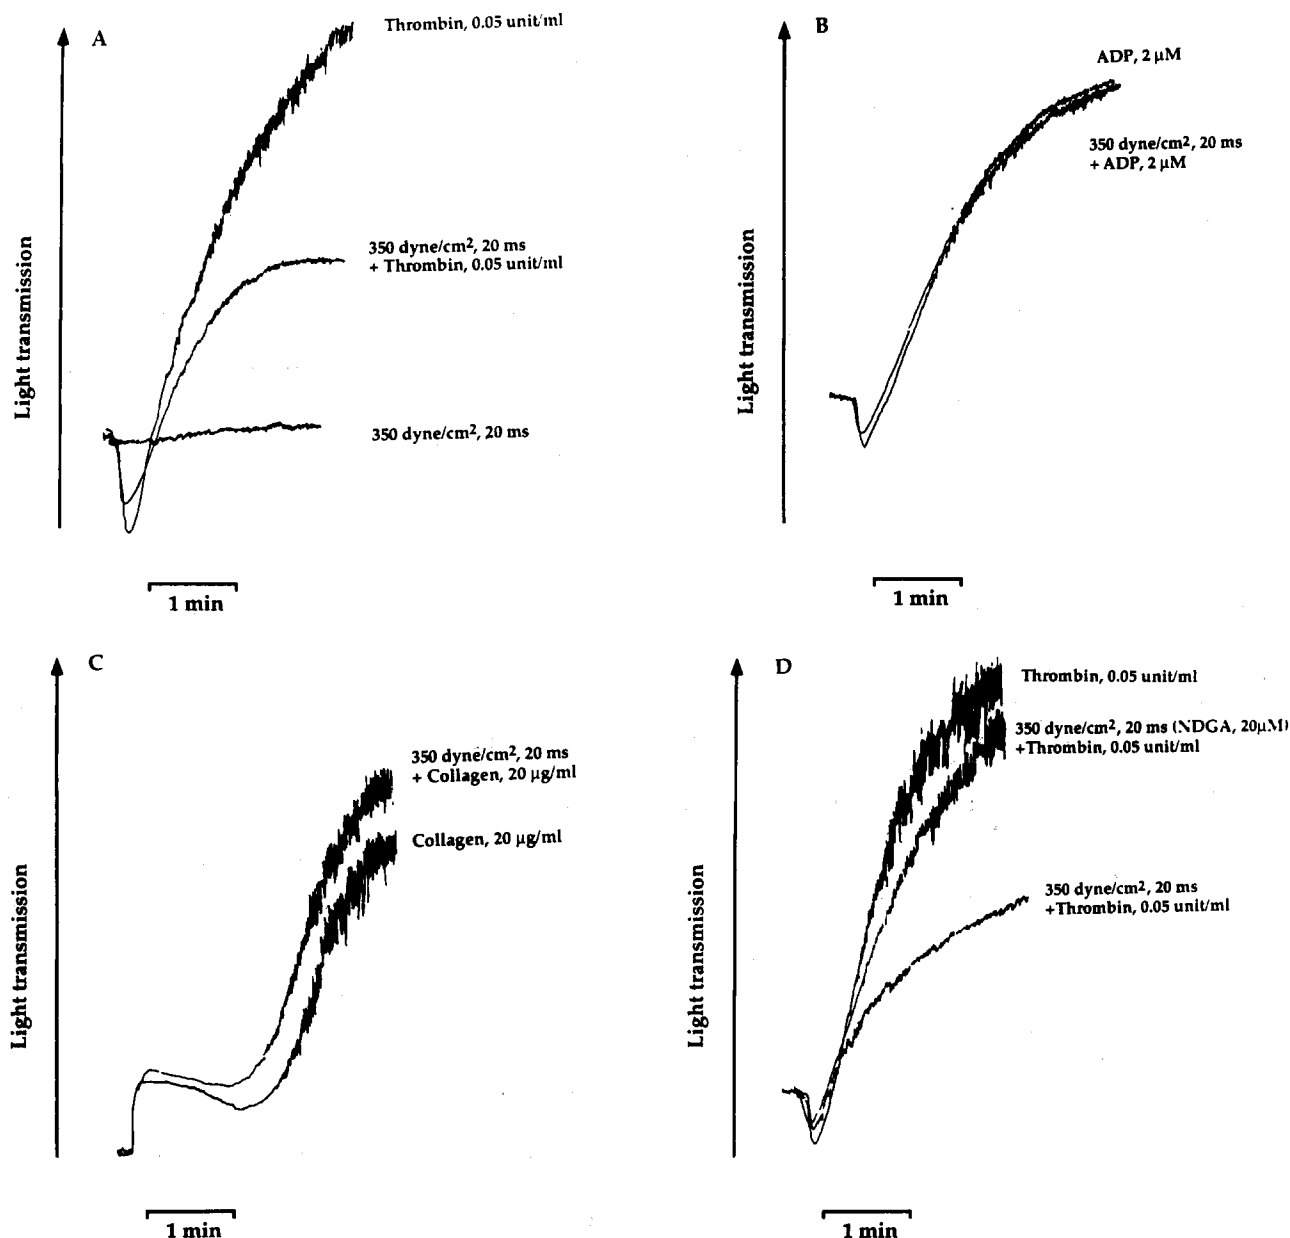 A
Thrombin, 0.05 unit/ml
350 dyne/cm², 20 ms
+ Thrombin, 0.05 unit/ml
350 dyne/cm², 20 ms
Light transmission
1 min
B
ADP, 2 µM
350 dyne/cm², 20 ms
+ ADP, 2 µM
Light transmission
1 min
C
350 dyne/cm², 20 ms
+ Collagen, 20 µg/ml
Collagen, 20 µg/ml
Light transmission
1 min
D
Thrombin, 0.05 unit/ml
350 dyne/cm², 20 ms (NDGA, 20µM)
+Thrombin, 0.05 unit/ml
350 dyne/cm², 20 ms
+Thrombin, 0.05 unit/ml
Light transmission
1 min